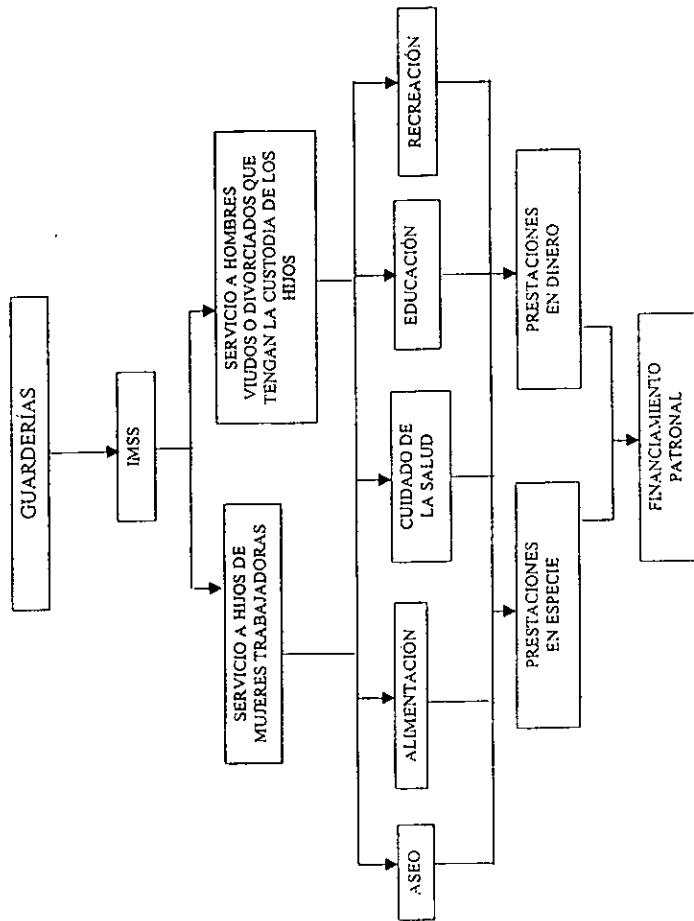 GUARDERÍAS
IMSS
SERVICIO A HIJOS DE
MUJERES TRABAJADORAS
SERVICIO A HOMBRES
VIUDOS O DIVORCIADOS QUE
TENGAN LA CUSTODIA DE LOS
HIJOS
ASEO
ALIMENTACIÓN
CUIDADO DE
LA SALUD
EDUCACIÓN
RECREACIÓN
PRESTACIONES
EN ESPECIE
PRESTACIONES
EN DINERO
FINANCIAMIENTO
PATRONAL